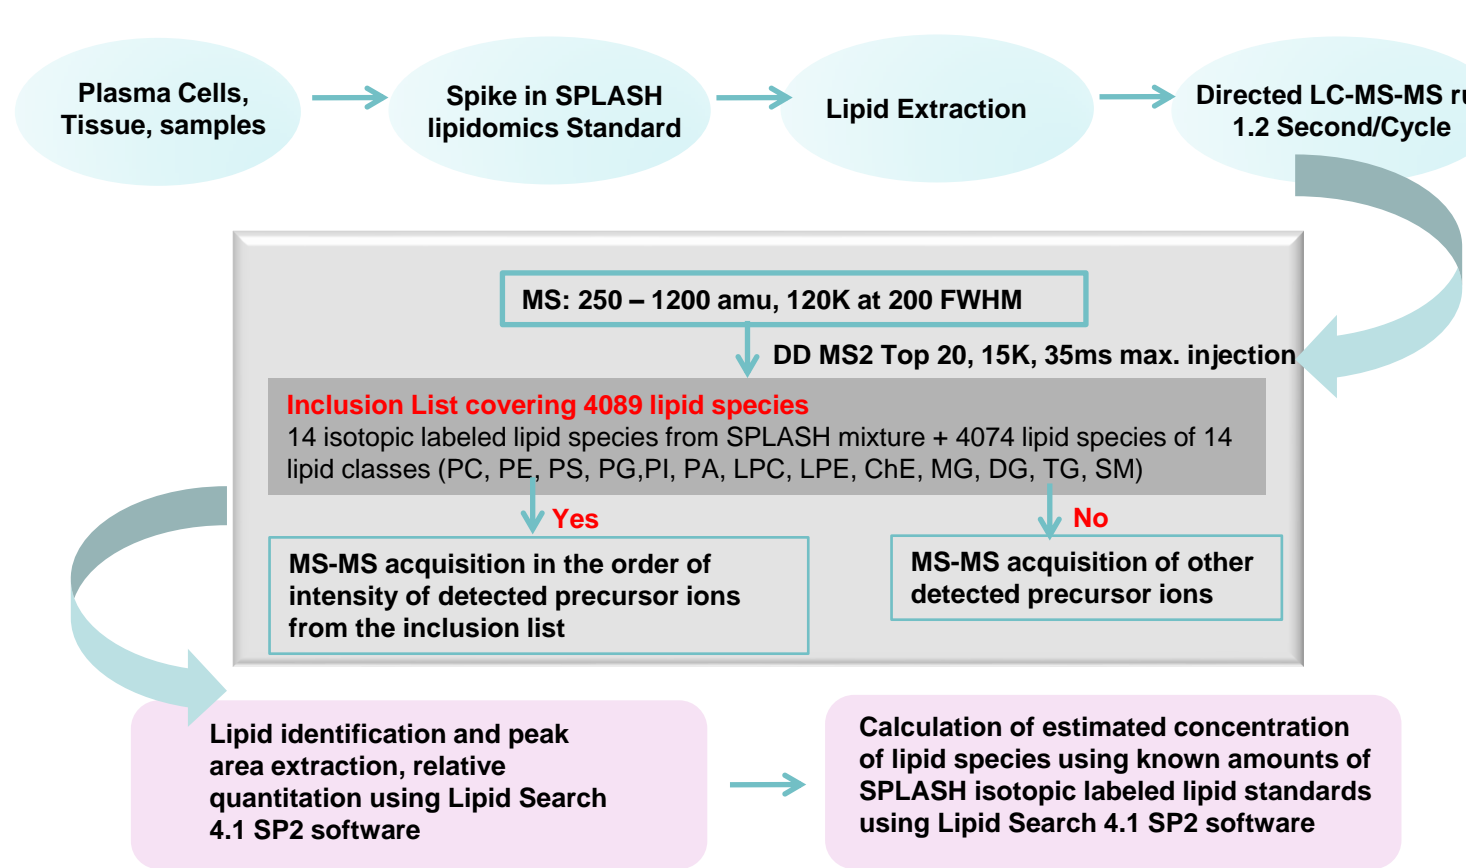 Plasma Cells,
Tissue, samples
Spike in SPLASH
lipidomics Standard
Lipid Extraction
Directed LC-MS-MS
1.2 Second/Cycle
MS: 250 – 1200 amu, 120K at 200 FWHM
DD MS2 Top 20, 15K, 35ms max. injection
Inclusion List covering 4089 lipid species
14 isotopic labeled lipid species from SPLASH mixture + 4074 lipid species of 14
lipid classes (PC, PE, PS, PG,PI, PA, LPC, LPE, ChE, MG, DG, TG, SM)
Yes
No
MS-MS acquisition in the order of
intensity of detected precursor ions
from the inclusion list
MS-MS acquisition of other
detected precursor ions
Lipid identification and peak
area extraction, relative
quantitation using Lipid Search
4.1 SP2 software
Calculation of estimated concentration
of lipid species using known amounts of
SPLASH isotopic labeled lipid standards
using Lipid Search 4.1 SP2 software